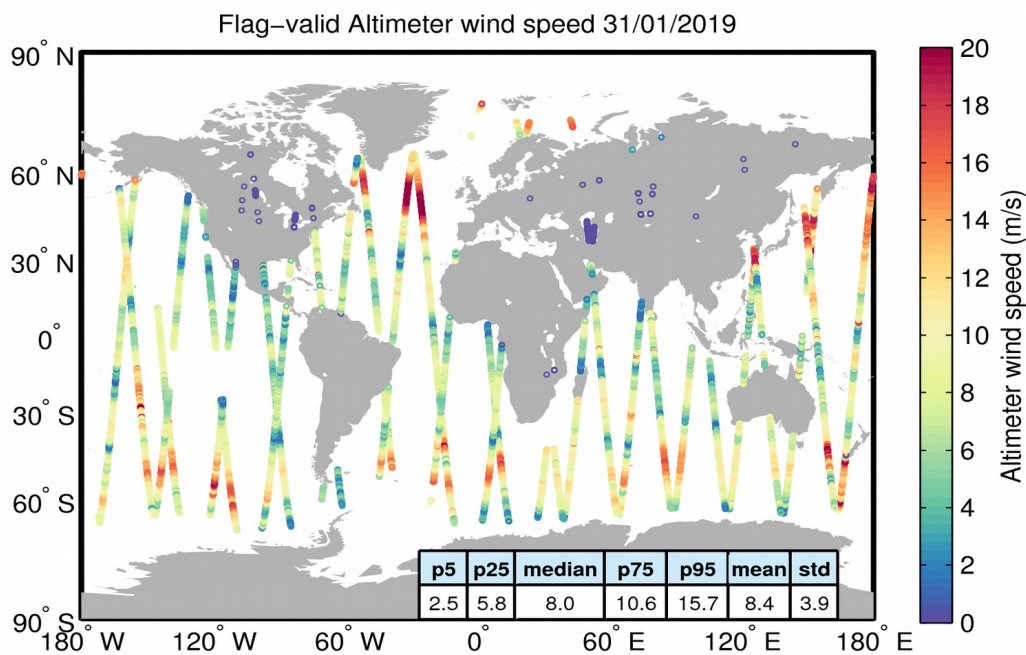 Flag-valid Altimeter wind speed 31/01/2019
90° N
60° N
30° N
0°
30° S
60° S
90° S
180° W
120° W
60° W
0°
60° E
120° E
180° E
p5 p25 median p75 p95 mean std
2.5 5.8 8.0 10.6 15.7 8.4 3.9
20
18
16
14
12
10
8
6
4
2
0
Altimeter wind speed (m/s)